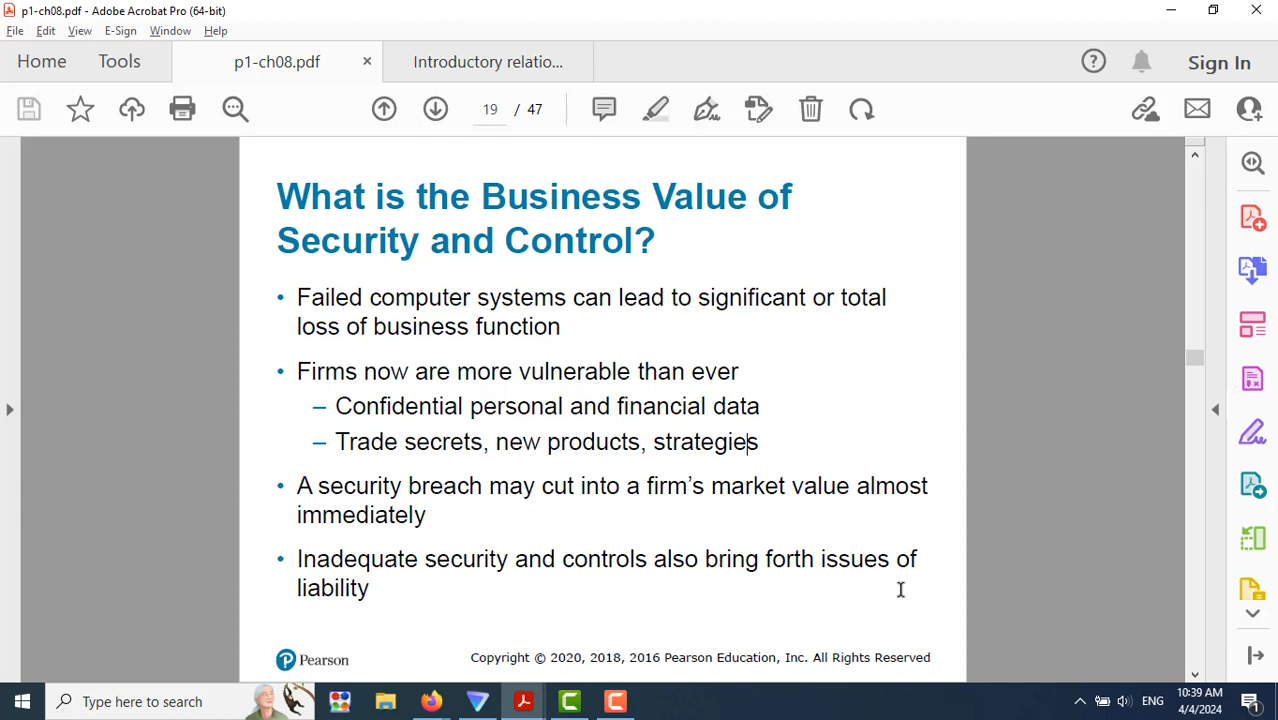 p1-ch08.pdf - Adobe Acrobat Pro (64-bit)
File Edit View E-Sign Window Help
Home Tools p1-ch08.pdf × Introductory relatio... Sign In
19 / 47
What is the Business Value of
Security and Control?
• Failed computer systems can lead to significant or total
loss of business function
• Firms now are more vulnerable than ever
– Confidential personal and financial data
– Trade secrets, new products, strategies
• A security breach may cut into a firm's market value almost
immediately
• Inadequate security and controls also bring forth issues of
liability
Pearson
Copyright © 2020, 2018, 2016 Pearson Education, Inc. All Rights Reserved
Type here to search
ENG
10:39 AM
4/4/2024
1